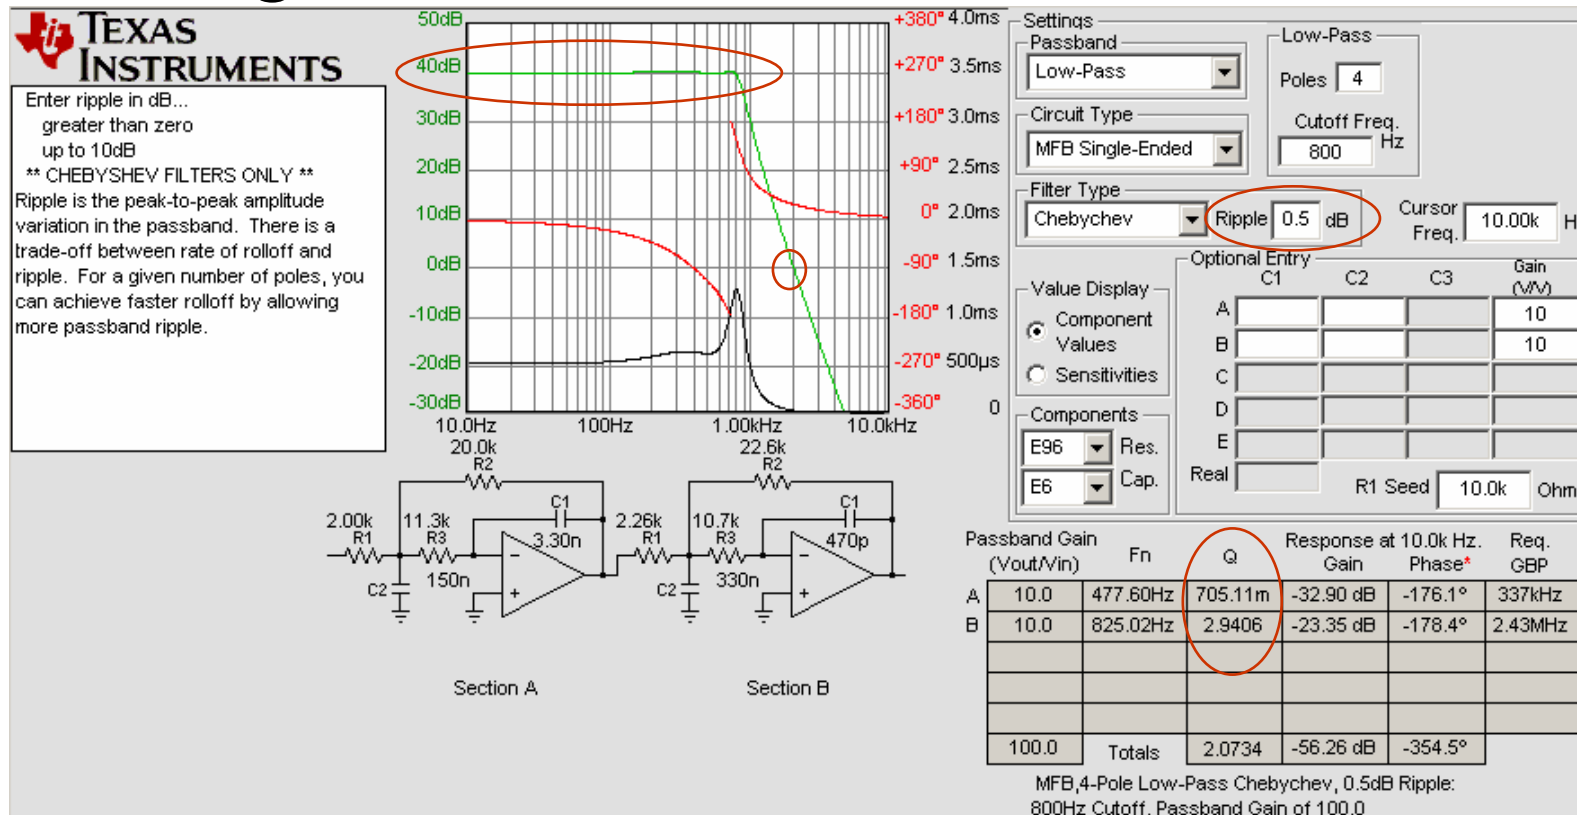 TEXAS
INSTRUMENTS
Enter ripple in dB...
greater than zero
up to 10dB
** CHEBYSHEV FILTERS ONLY **
Ripple is the peak-to-peak amplitude
variation in the passband. There is a
trade-off between rate of rolloff and
ripple. For a given number of poles, you
can achieve faster rolloff by allowing
more passband ripple.
50dB +380° 4.0ms
40dB +270° 3.5ms
30dB +180° 3.0ms
20dB +90° 2.5ms
10dB 0° 2.0ms
0dB -90° 1.5ms
-10dB -180° 1.0ms
-20dB -270° 500µs
-30dB -360° 0
10.0Hz 100Hz 1.00kHz 10.0kHz
Settings
Passband
Low-Pass
Low-Pass
Poles 4
Cutoff Freq.
800 Hz
Circuit Type
MFB Single-Ended
Filter Type
Chebychev
Ripple 0.5 dB
Cursor
Freq. 10.00k H
Value Display
Component
Values
Sensitivities
Components
E96 Res.
E6 Cap.
Optional Entry
C1 C2 C3 Gain
(V/V)
A 10
B 10
C
D
E
Real
R1 Seed 10.0k Ohm
20.0k
R2
2.00k
R1
11.3k
R3
C1
3.30n
150n
C2
-
+
22.6k
R2
2.26k
R1
10.7k
R3
C1
470p
330n
C2
-
+
Section A Section B
Passband Gain
(Vout/Vin) Fn Q Response at 10.0k Hz.
Gain Phase* Req.
GBP
A 10.0 477.60Hz 705.11m -32.90 dB -176.1° 337kHz
B 10.0 825.02Hz 2.9406 -23.35 dB -178.4° 2.43MHz
100.0 Totals 2.0734 -56.26 dB -354.5°
MFB,4-Pole Low-Pass Chebychev, 0.5dB Ripple:
800Hz Cutoff, Passband Gain of 100.0